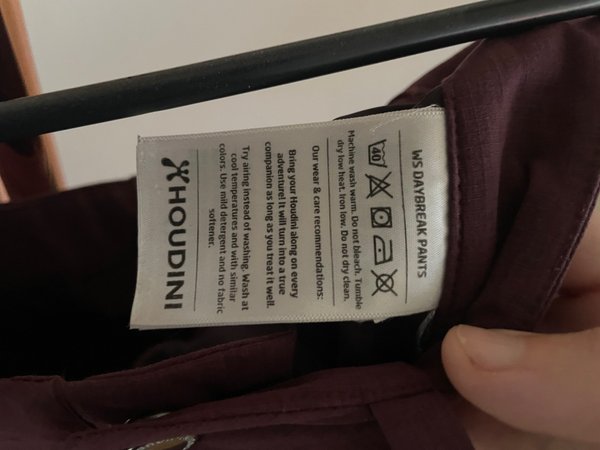 WS DAYBREAK PANTS
40
Machine wash warm. Do not bleach. Tumble
dry low heat. Iron low. Do not dry clean.
Our wear & care recommendations:
Bring your Houdini along on every
adventure! It will turn into a true
companion as long as you treat it well.
Try airing instead of washing. Wash at
cool temperatures and with similar
colors. Use mild detergent and no fabric
softener.
HOUDINI